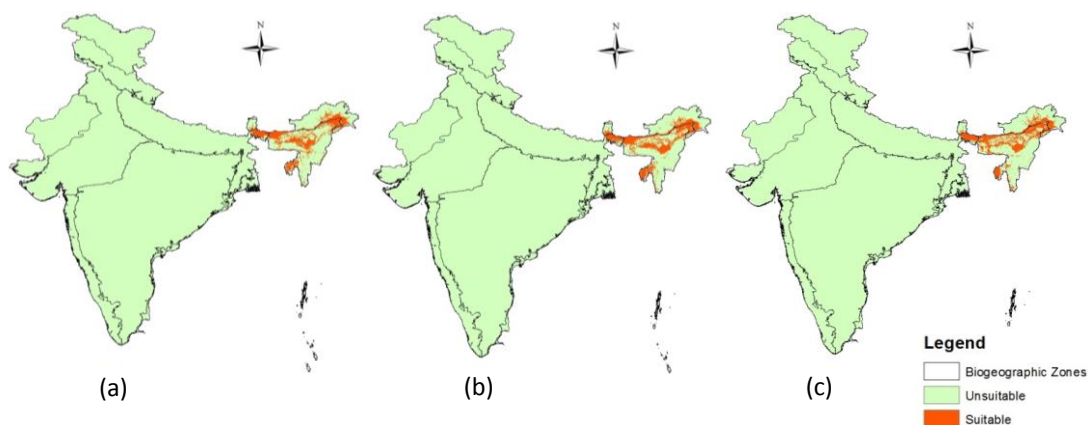 N
N
N
(a)
(b)
(c)
Legend
Biogeographic Zones
Unsuitable
Suitable